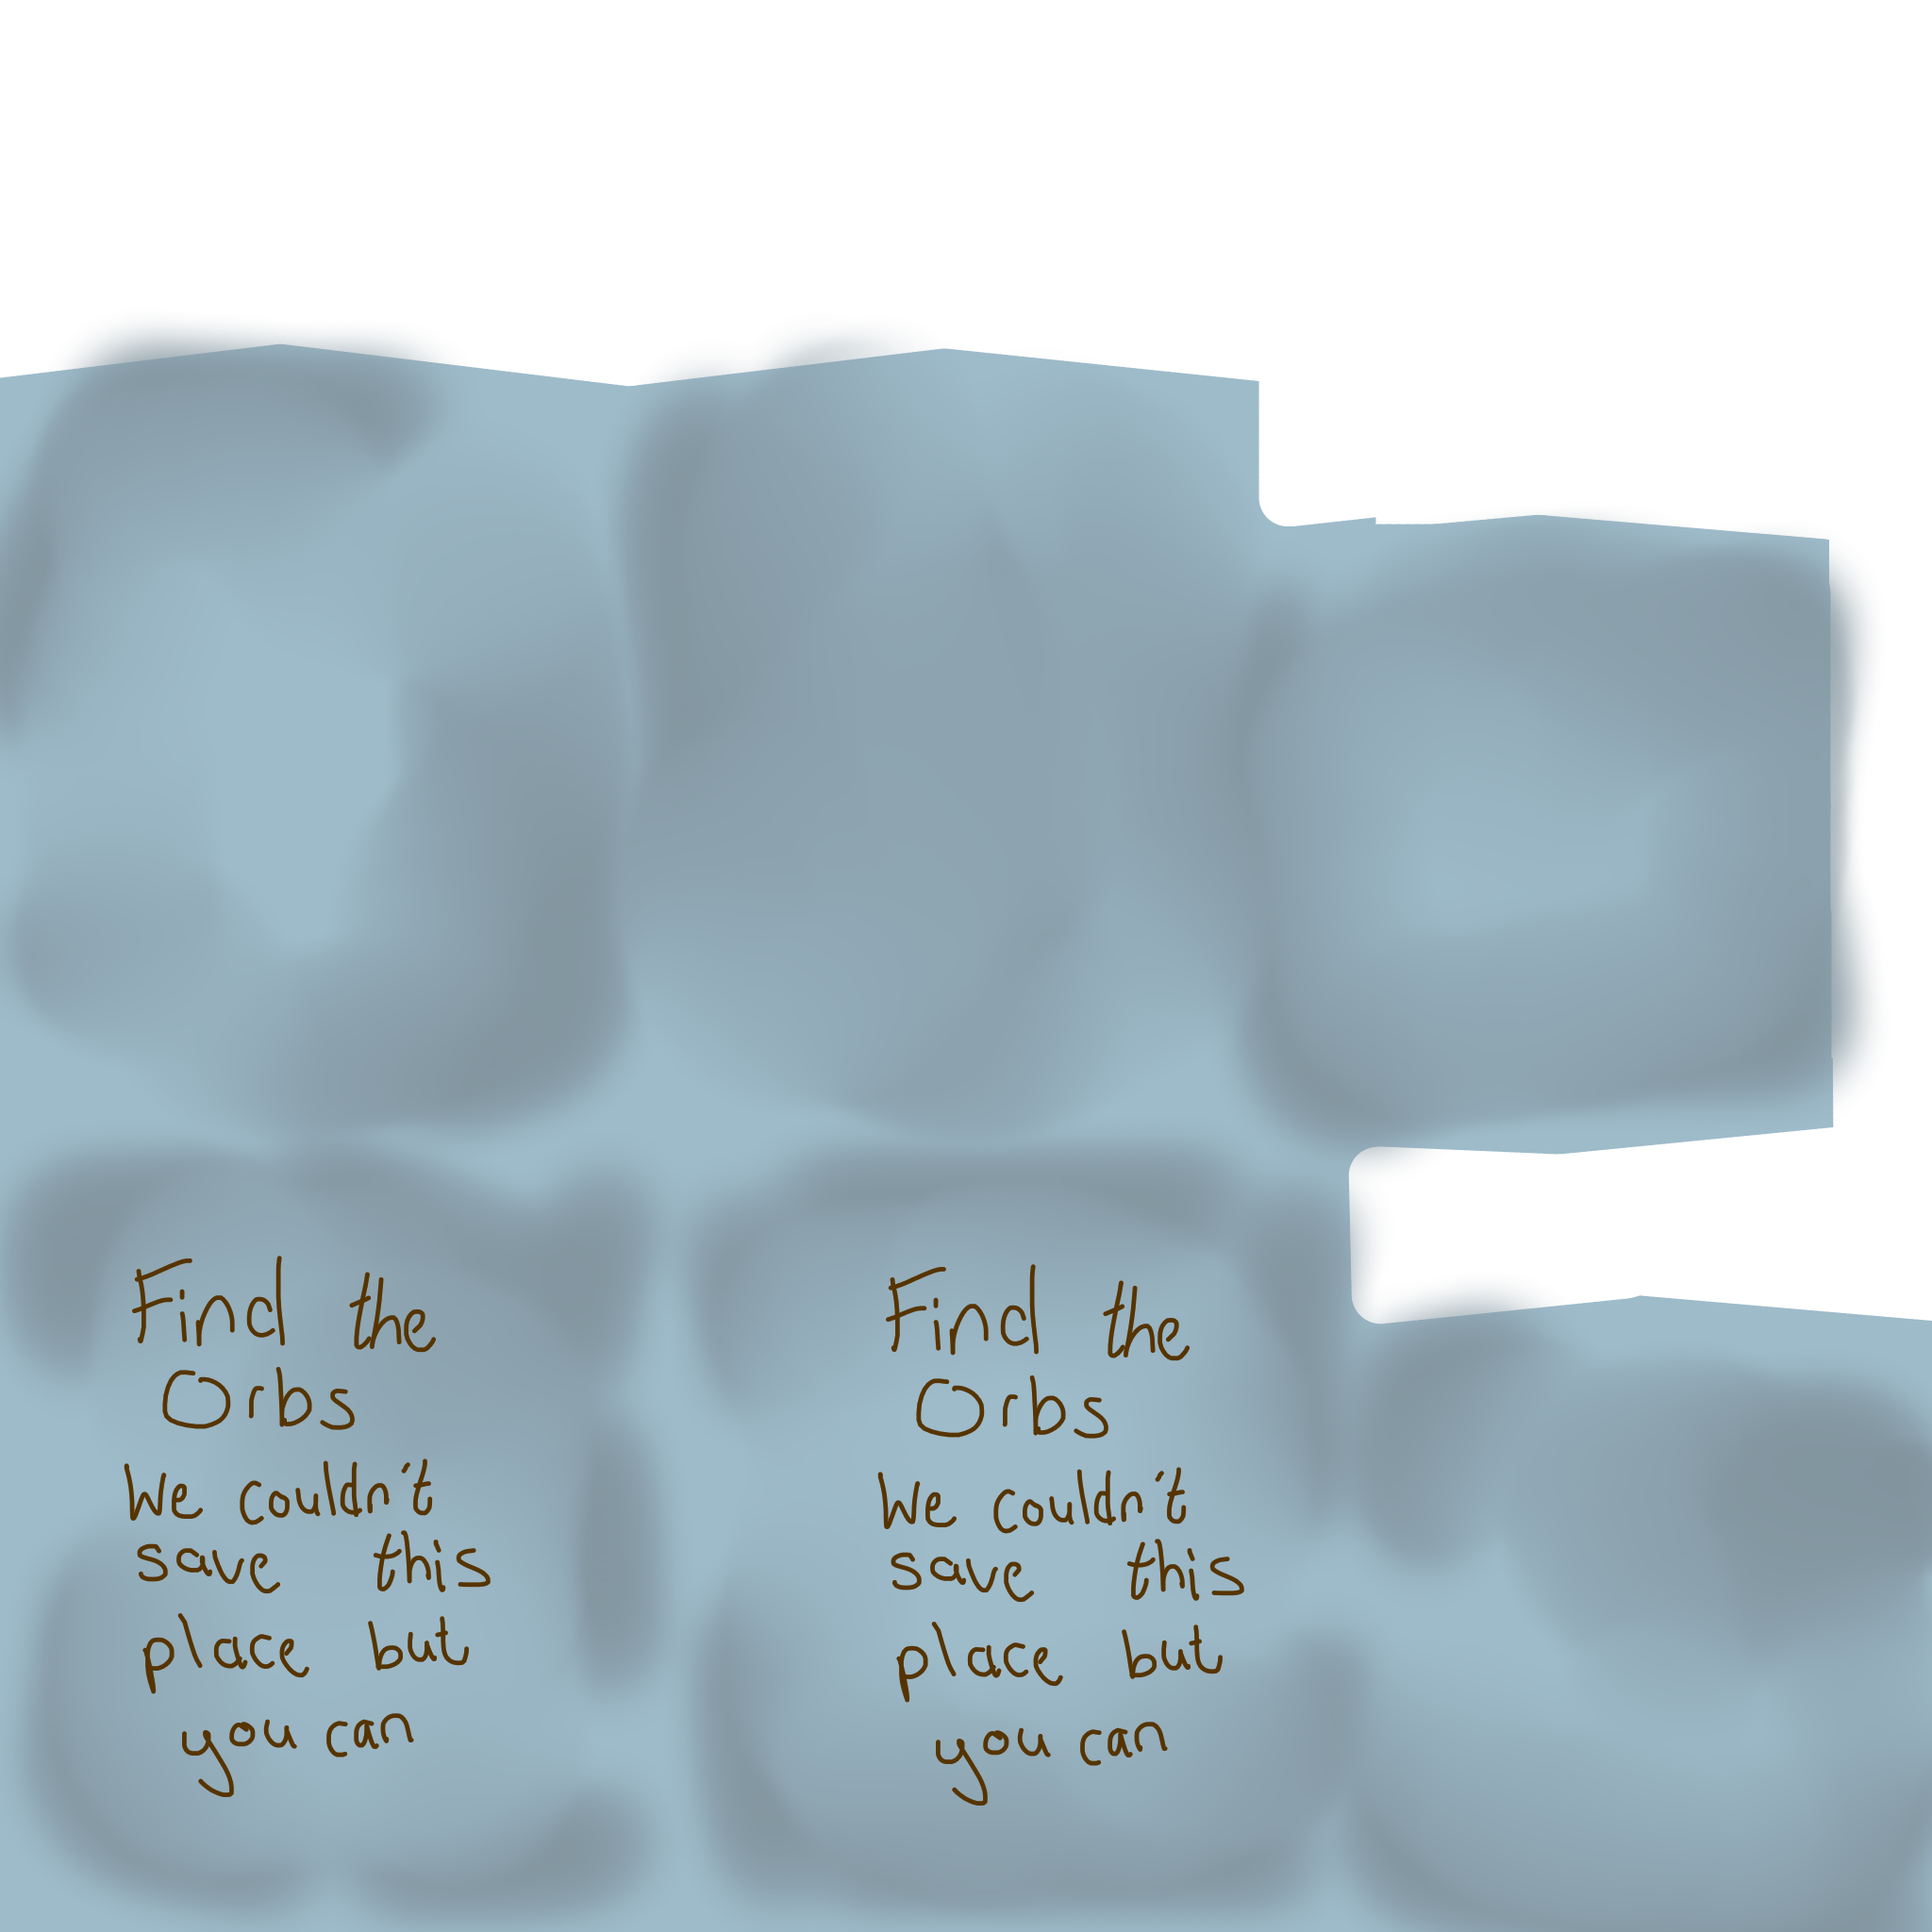 Find the
Orbs
We couldn't
save this
place but
you can
Find the
Orbs
We couldn't
save this
place but
you can